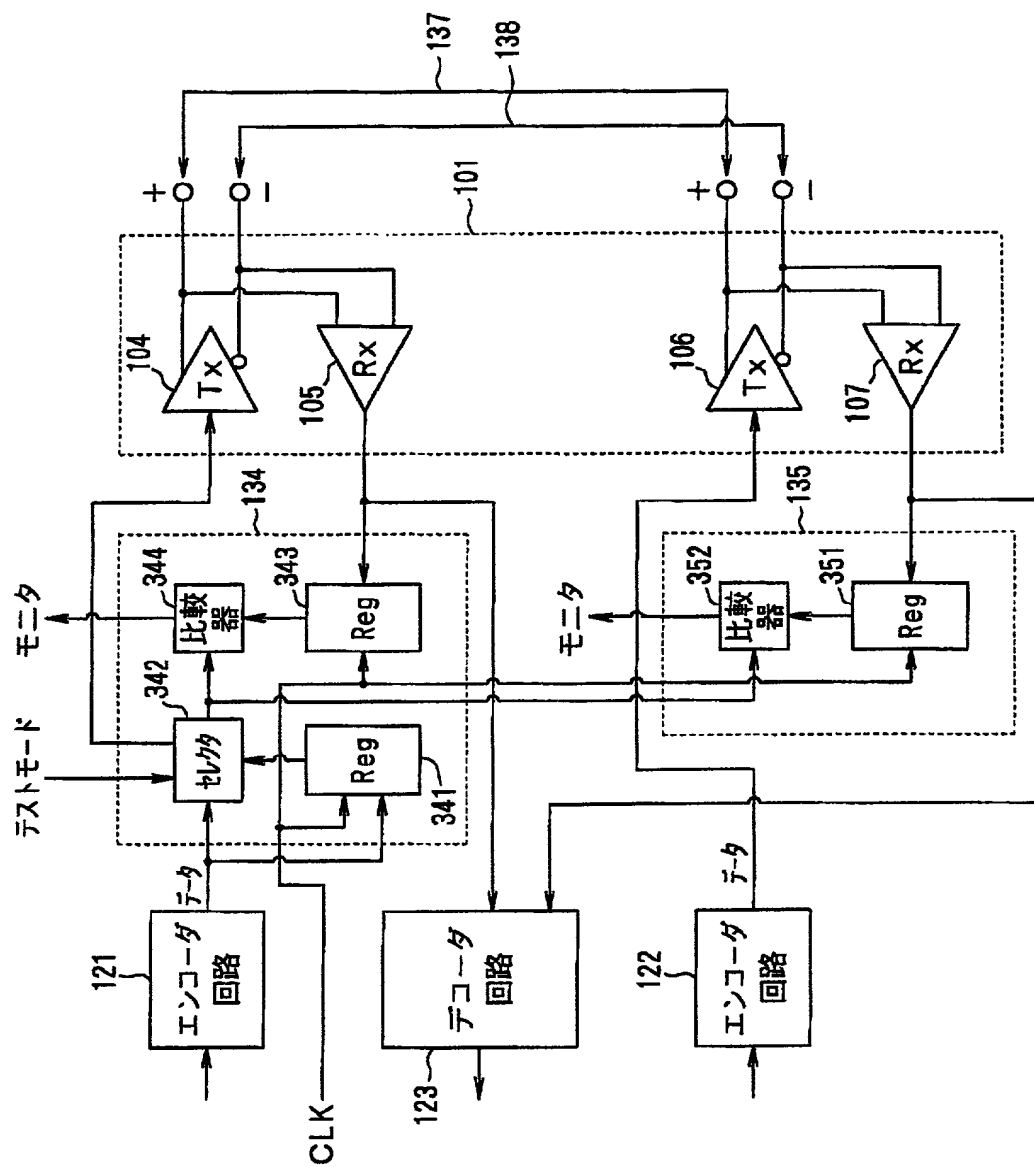 テストモード
モニタ
134
342
344
比較器
セレクタ
343
Reg
341
Reg
121
エンコーダ回路
データ
CLK
123
デコーダ回路
122
エンコーダ回路
データ
モニタ
135
352
比較器
351
Reg
101
104
Tx
105
Rx
106
Tx
107
Rx
+
−
+
−
137
138